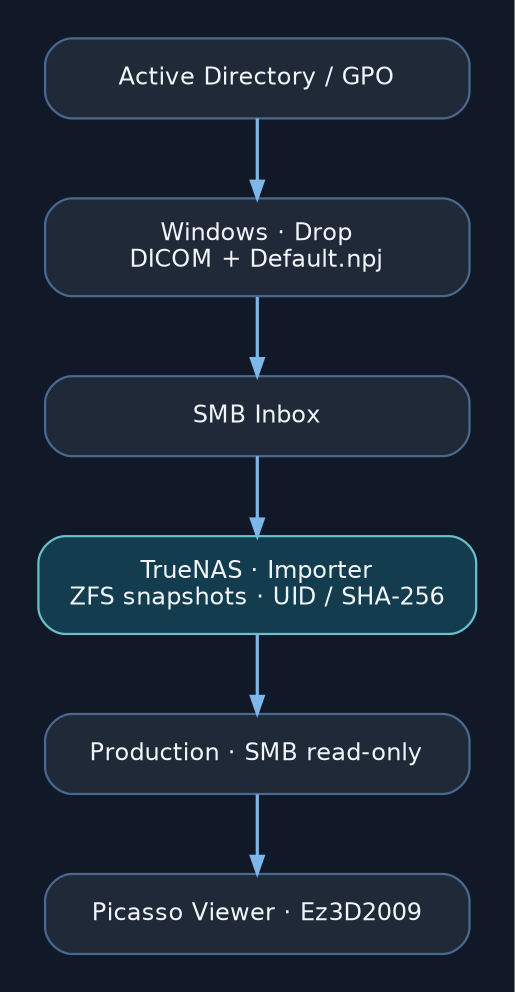 Active Directory / GPO
Windows · Drop
DICOM + Default.npj
SMB Inbox
TrueNAS · Importer
ZFS snapshots · UID / SHA-256
Production · SMB read-only
Picasso Viewer · Ez3D2009